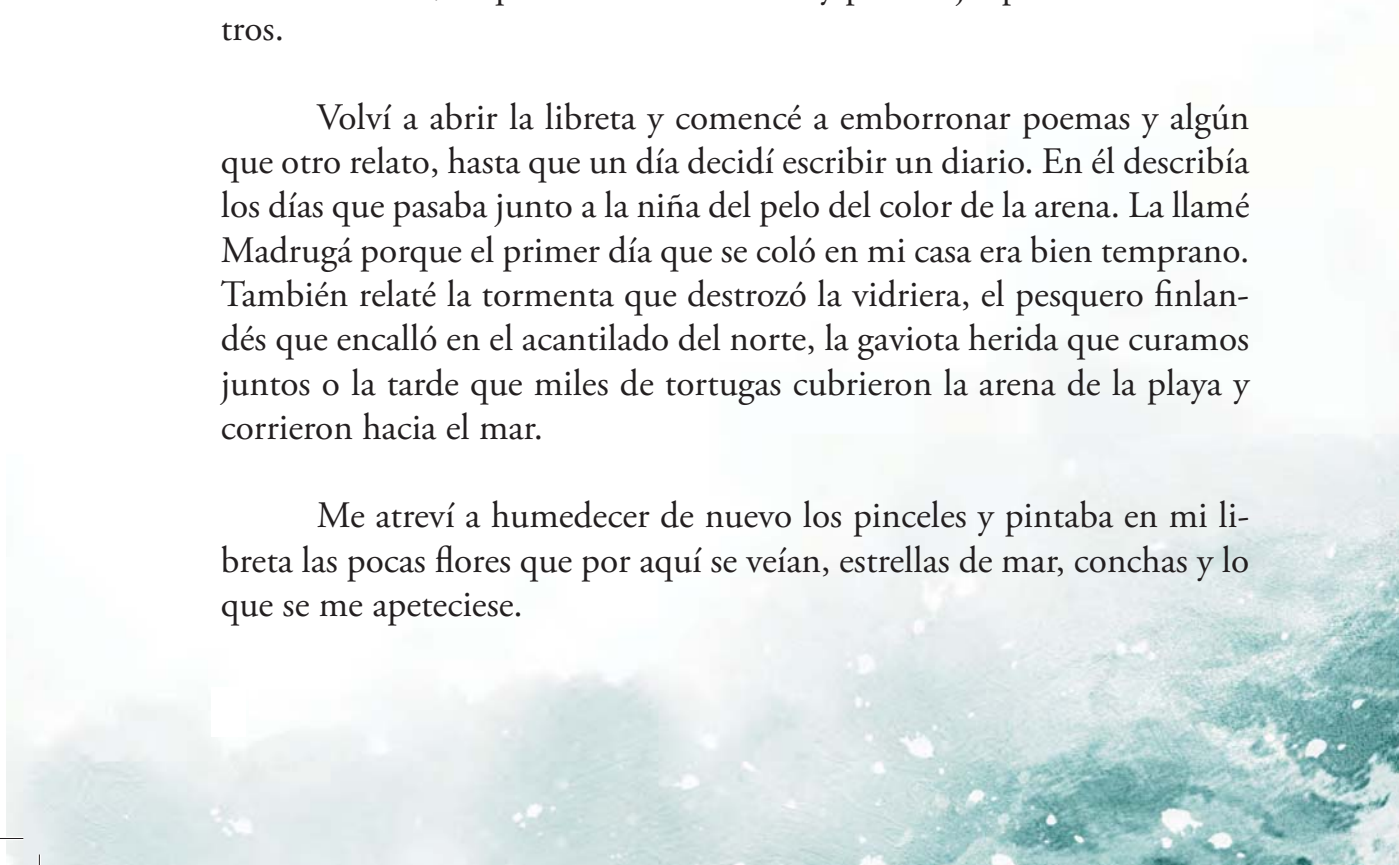 tros.
Volví a abrir la libreta y comencé a emborronar poemas y algún
que otro relato, hasta que un día decidí escribir un diario. En él describía
los días que pasaba junto a la niña del pelo del color de la arena. La llamé
Madrugá porque el primer día que se coló en mi casa era bien temprano.
También relaté la tormenta que destrozó la vidriera, el pesquero finlan-
dés que encalló en el acantilado del norte, la gaviota herida que curamos
juntos o la tarde que miles de tortugas cubrieron la arena de la playa y
corrieron hacia el mar.
Me atreví a humedecer de nuevo los pinceles y pintaba en mi li-
breta las pocas flores que por aquí se veían, estrellas de mar, conchas y lo
que se me apeteciese.